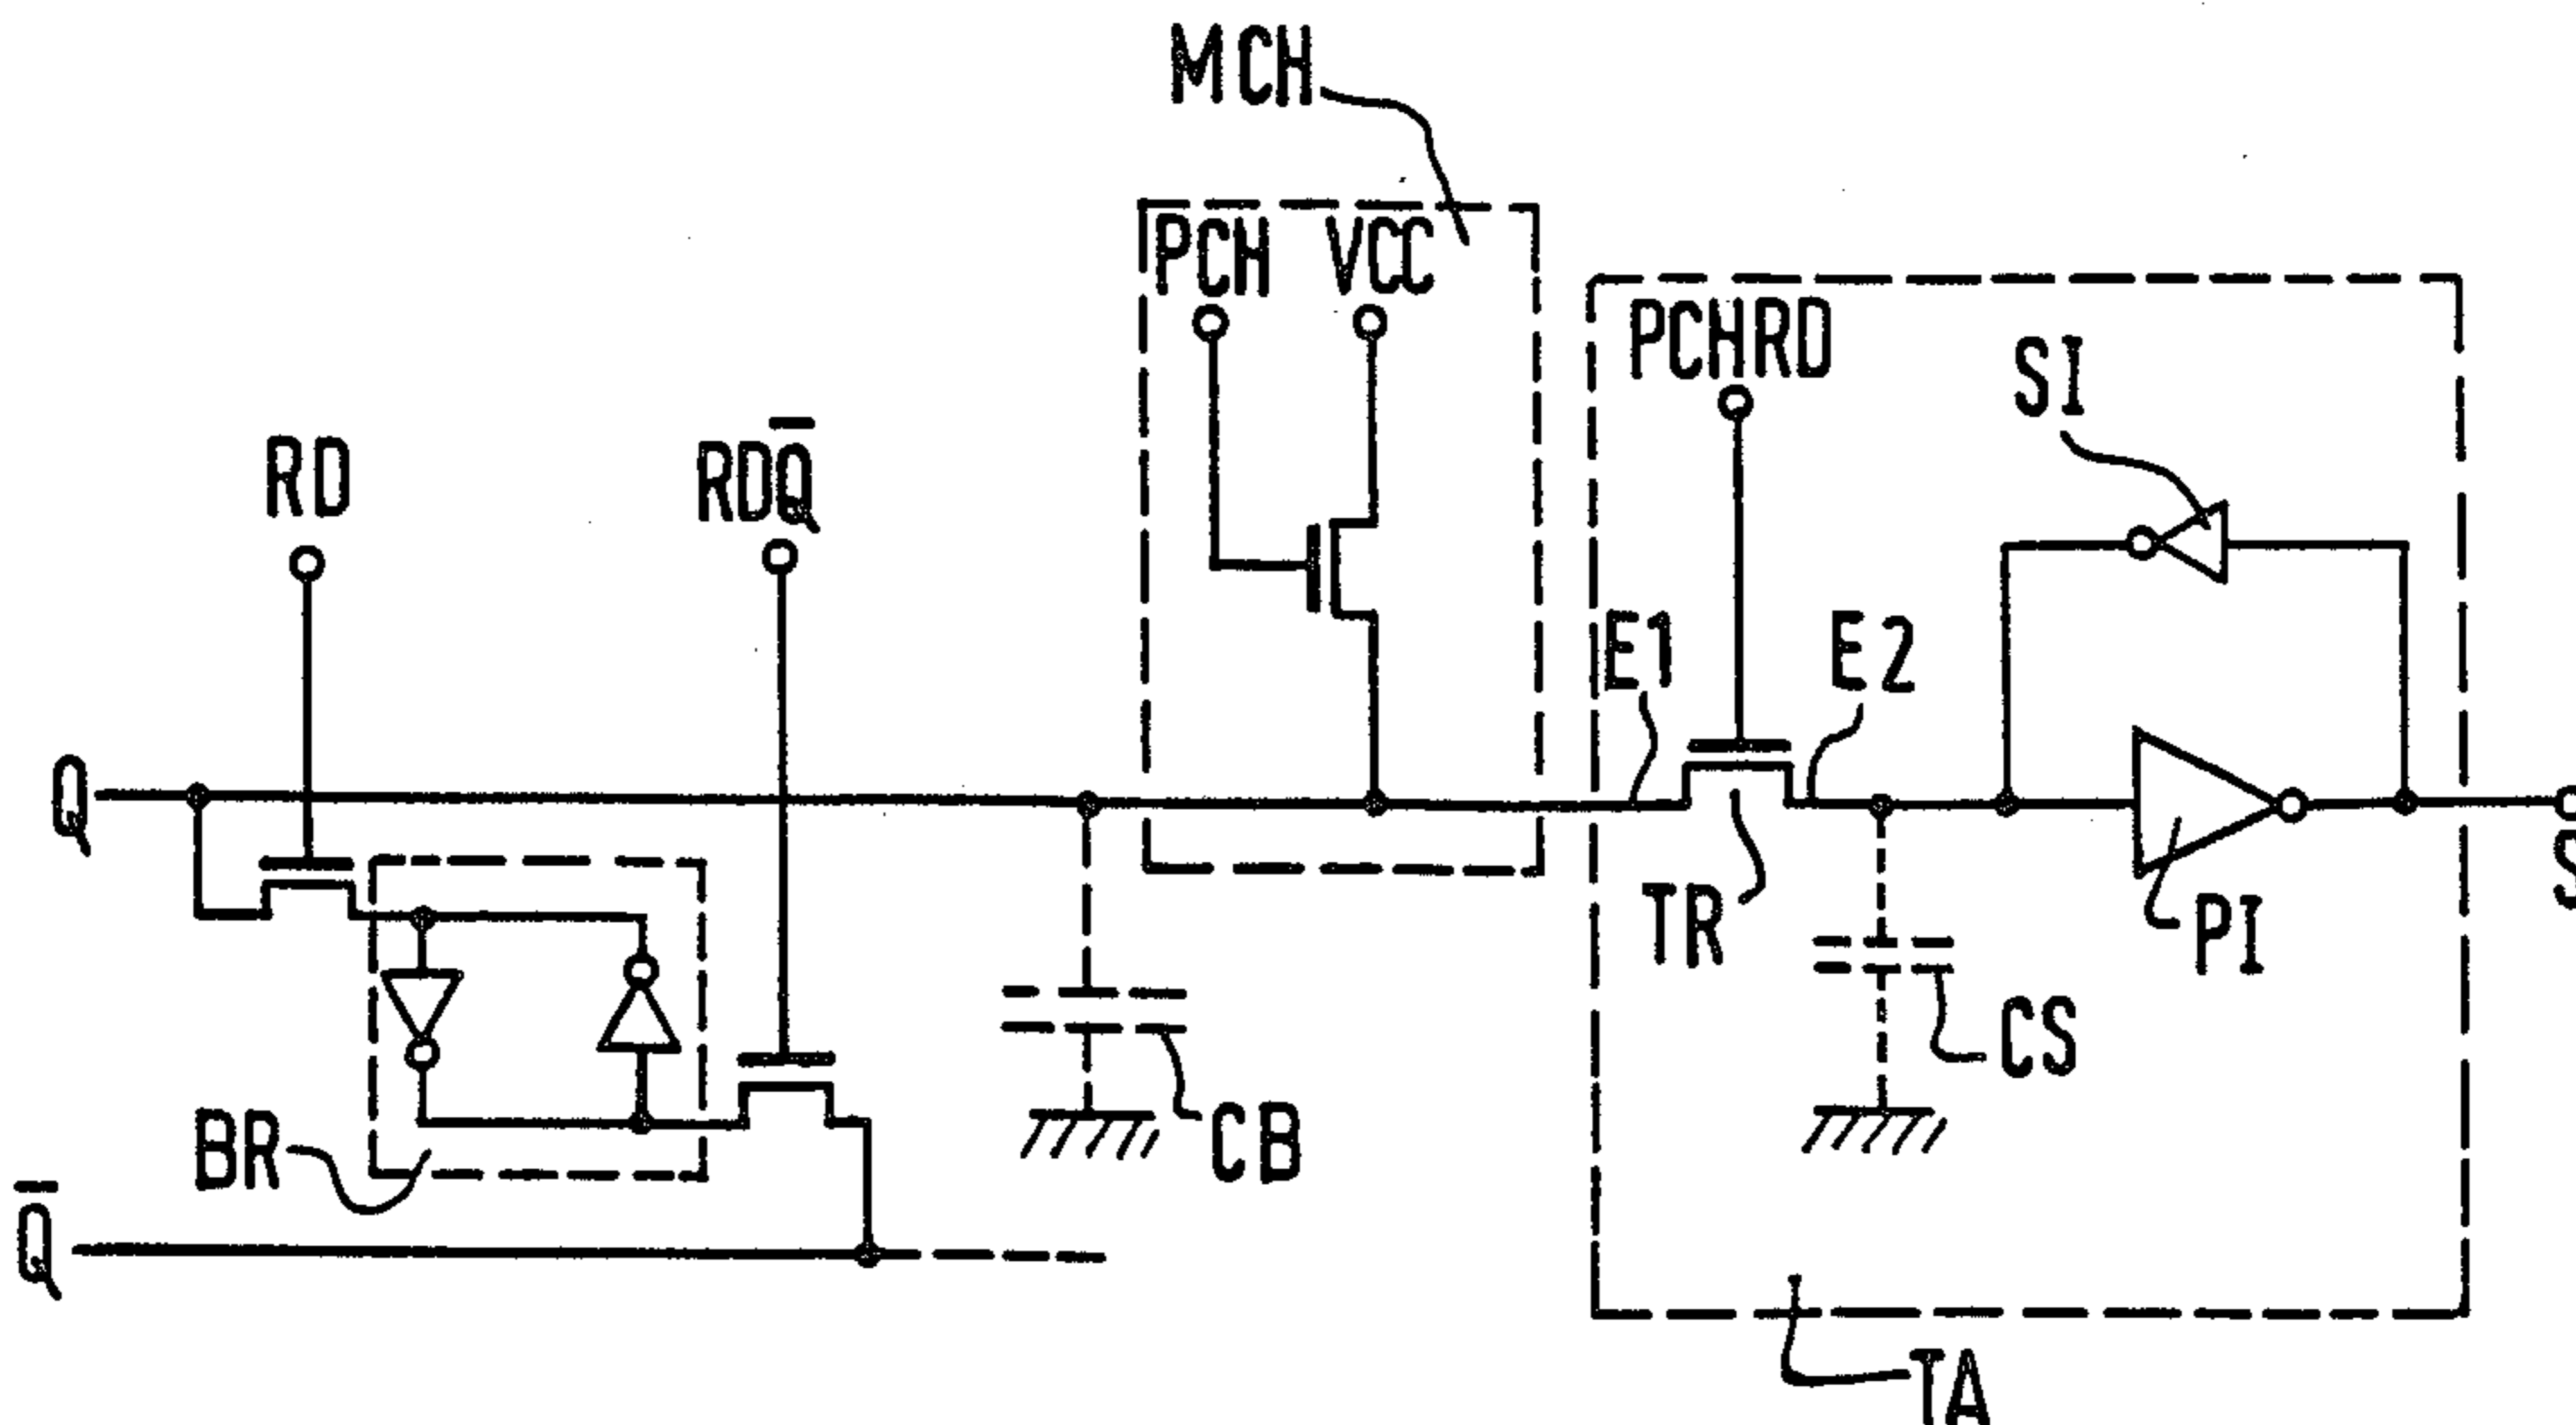 MCH
PCH VCC
PCHRD
SI
RD
RDQ̅
E1
E2
Q
TR
PI
CS
BR
CB
Q̅
S
TA